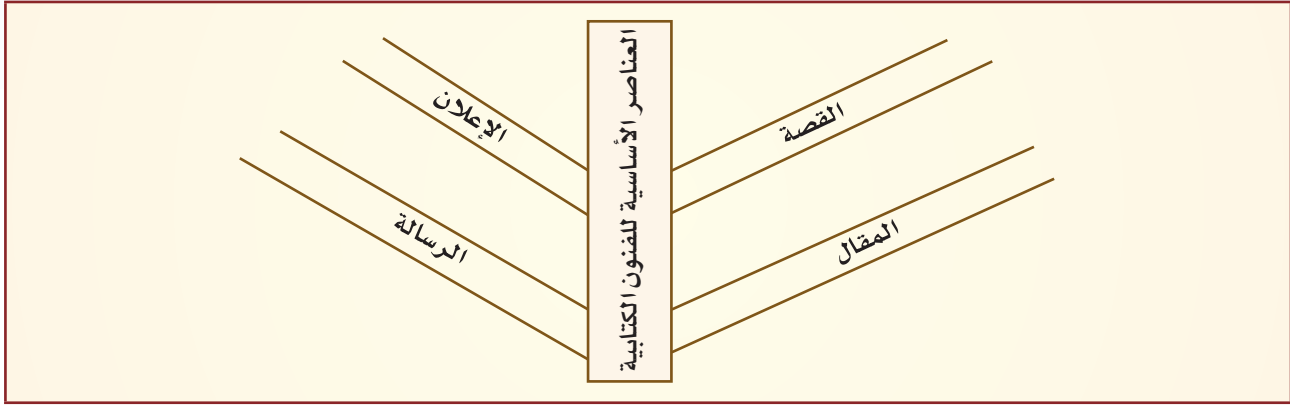 العناصر الأساسية للفنون الكتابية
القصة
الإعلان
المقال
الرسالة